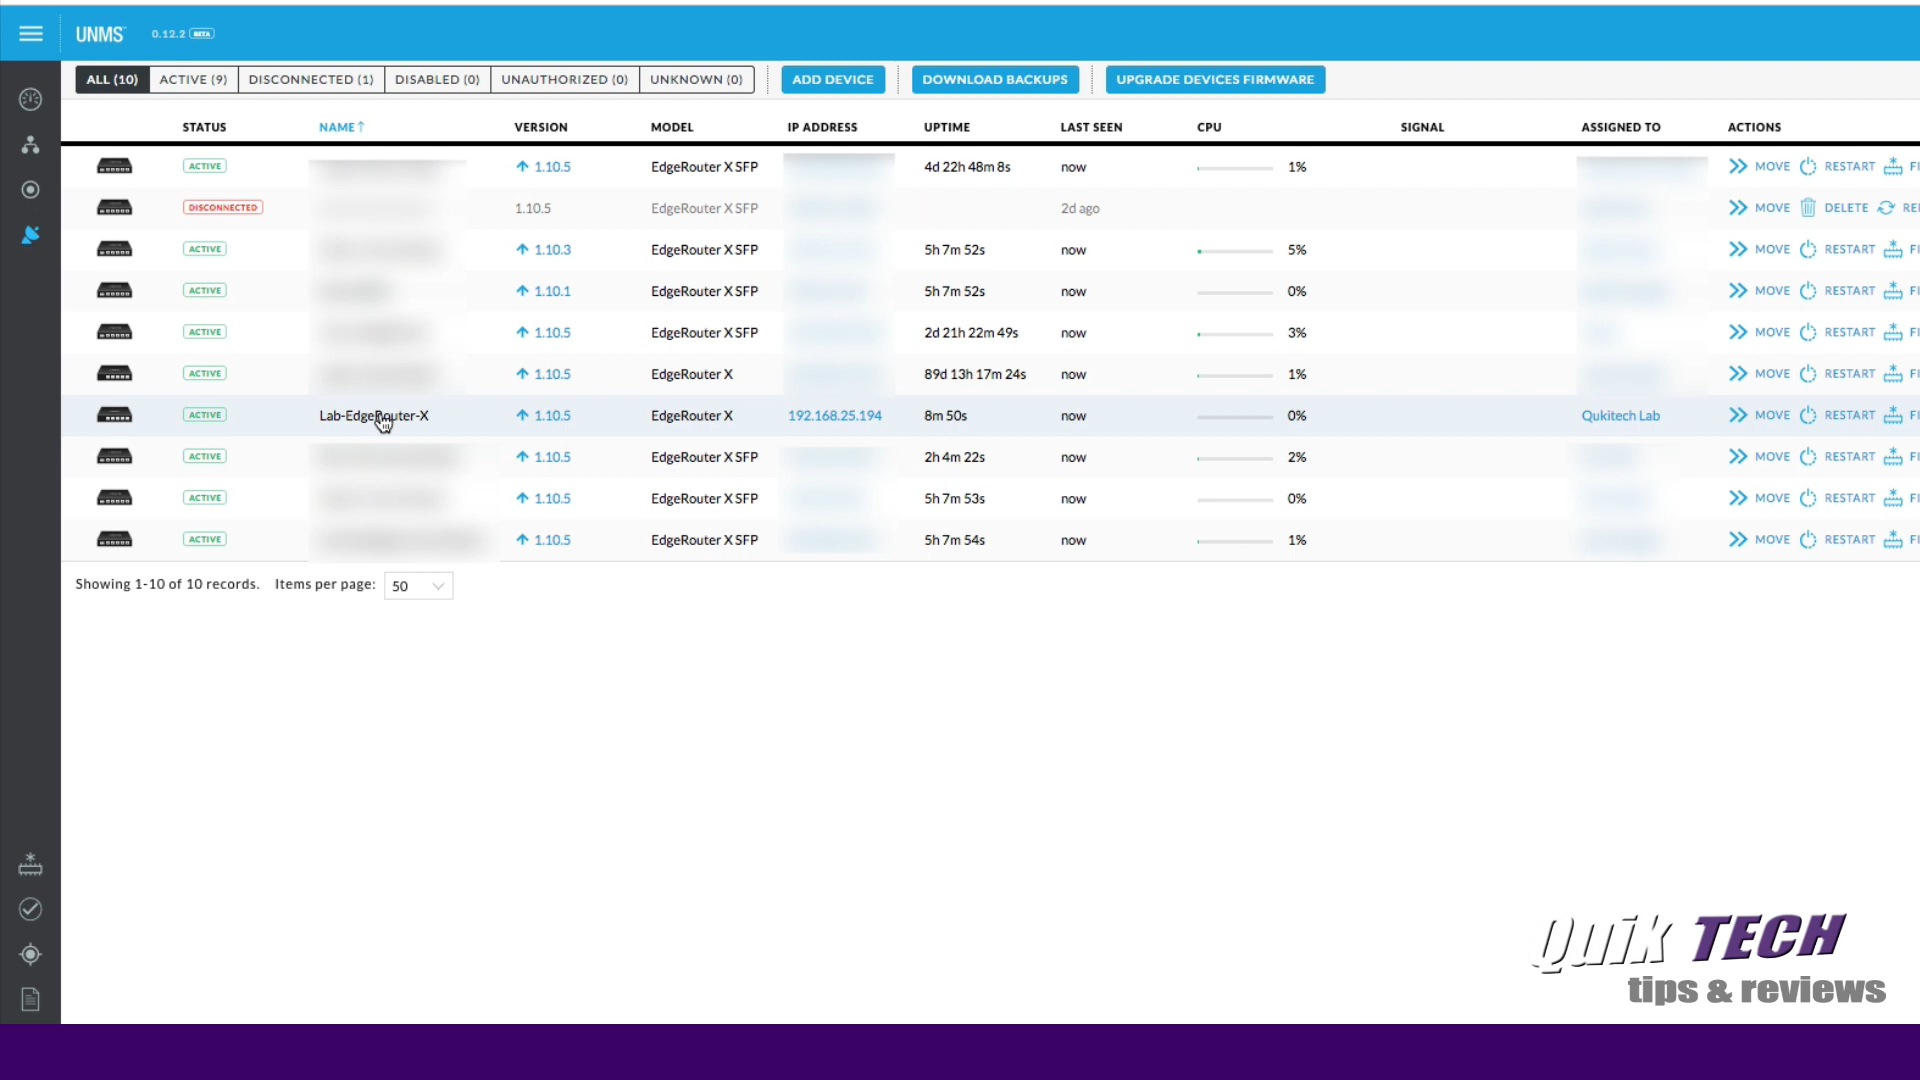 UNMS 0.12.2 BETA
ALL (10) ACTIVE (9) DISCONNECTED (1) DISABLED (0) UNAUTHORIZED (0) UNKNOWN (0) ADD DEVICE DOWNLOAD BACKUPS UPGRADE DEVICES FIRMWARE
STATUS NAME↑ VERSION MODEL IP ADDRESS UPTIME LAST SEEN CPU SIGNAL ASSIGNED TO ACTIONS
ACTIVE 1.10.5 EdgeRouter X SFP 4d 22h 48m 8s now 1% MOVE RESTART
DISCONNECTED 1.10.5 EdgeRouter X SFP 2d ago MOVE DELETE
ACTIVE 1.10.3 EdgeRouter X SFP 5h 7m 52s now 5% MOVE RESTART
ACTIVE 1.10.1 EdgeRouter X SFP 5h 7m 52s now 0% MOVE RESTART
ACTIVE 1.10.5 EdgeRouter X SFP 2d 21h 22m 49s now 3% MOVE RESTART
ACTIVE 1.10.5 EdgeRouter X 89d 13h 17m 24s now 1% MOVE RESTART
ACTIVE Lab-EdgeRouter-X 1.10.5 EdgeRouter X 192.168.25.194 8m 50s now 0% Qukitech Lab MOVE RESTART
ACTIVE 1.10.5 EdgeRouter X SFP 2h 4m 22s now 2% MOVE RESTART
ACTIVE 1.10.5 EdgeRouter X SFP 5h 7m 53s now 0% MOVE RESTART
ACTIVE 1.10.5 EdgeRouter X SFP 5h 7m 54s now 1% MOVE RESTART
Showing 1-10 of 10 records. Items per page: 50
Quik TECH
tips & reviews